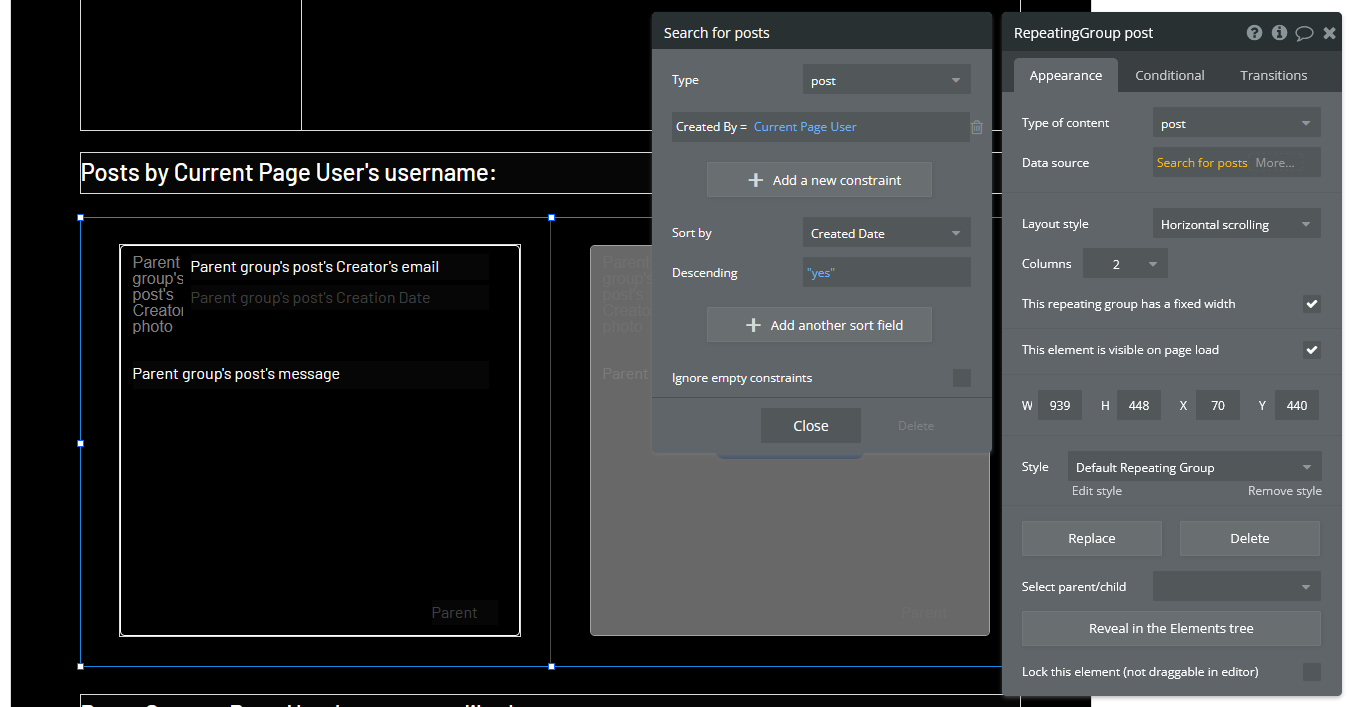 Posts by Current Page User's username:
Parent
group's
post's
Creator
photo
Parent group's post's Creator's email
Parent group's post's Creation Date
Parent group's post's message
Parent
Parent
group's
post's
Creator
photo
Parent
Parent
Search for posts
Type
post
Created By = Current Page User
Add a new constraint
Sort by
Created Date
Descending
"yes"
Add another sort field
Ignore empty constraints
Close
Delete
RepeatingGroup post
Appearance
Conditional
Transitions
Type of content
post
Data source
Search for posts More...
Layout style
Horizontal scrolling
Columns
2
This repeating group has a fixed width
This element is visible on page load
W 939 H 448 X 70 Y 440
Style
Default Repeating Group
Edit style
Remove style
Replace
Delete
Select parent/child
Reveal in the Elements tree
Lock this element (not draggable in editor)